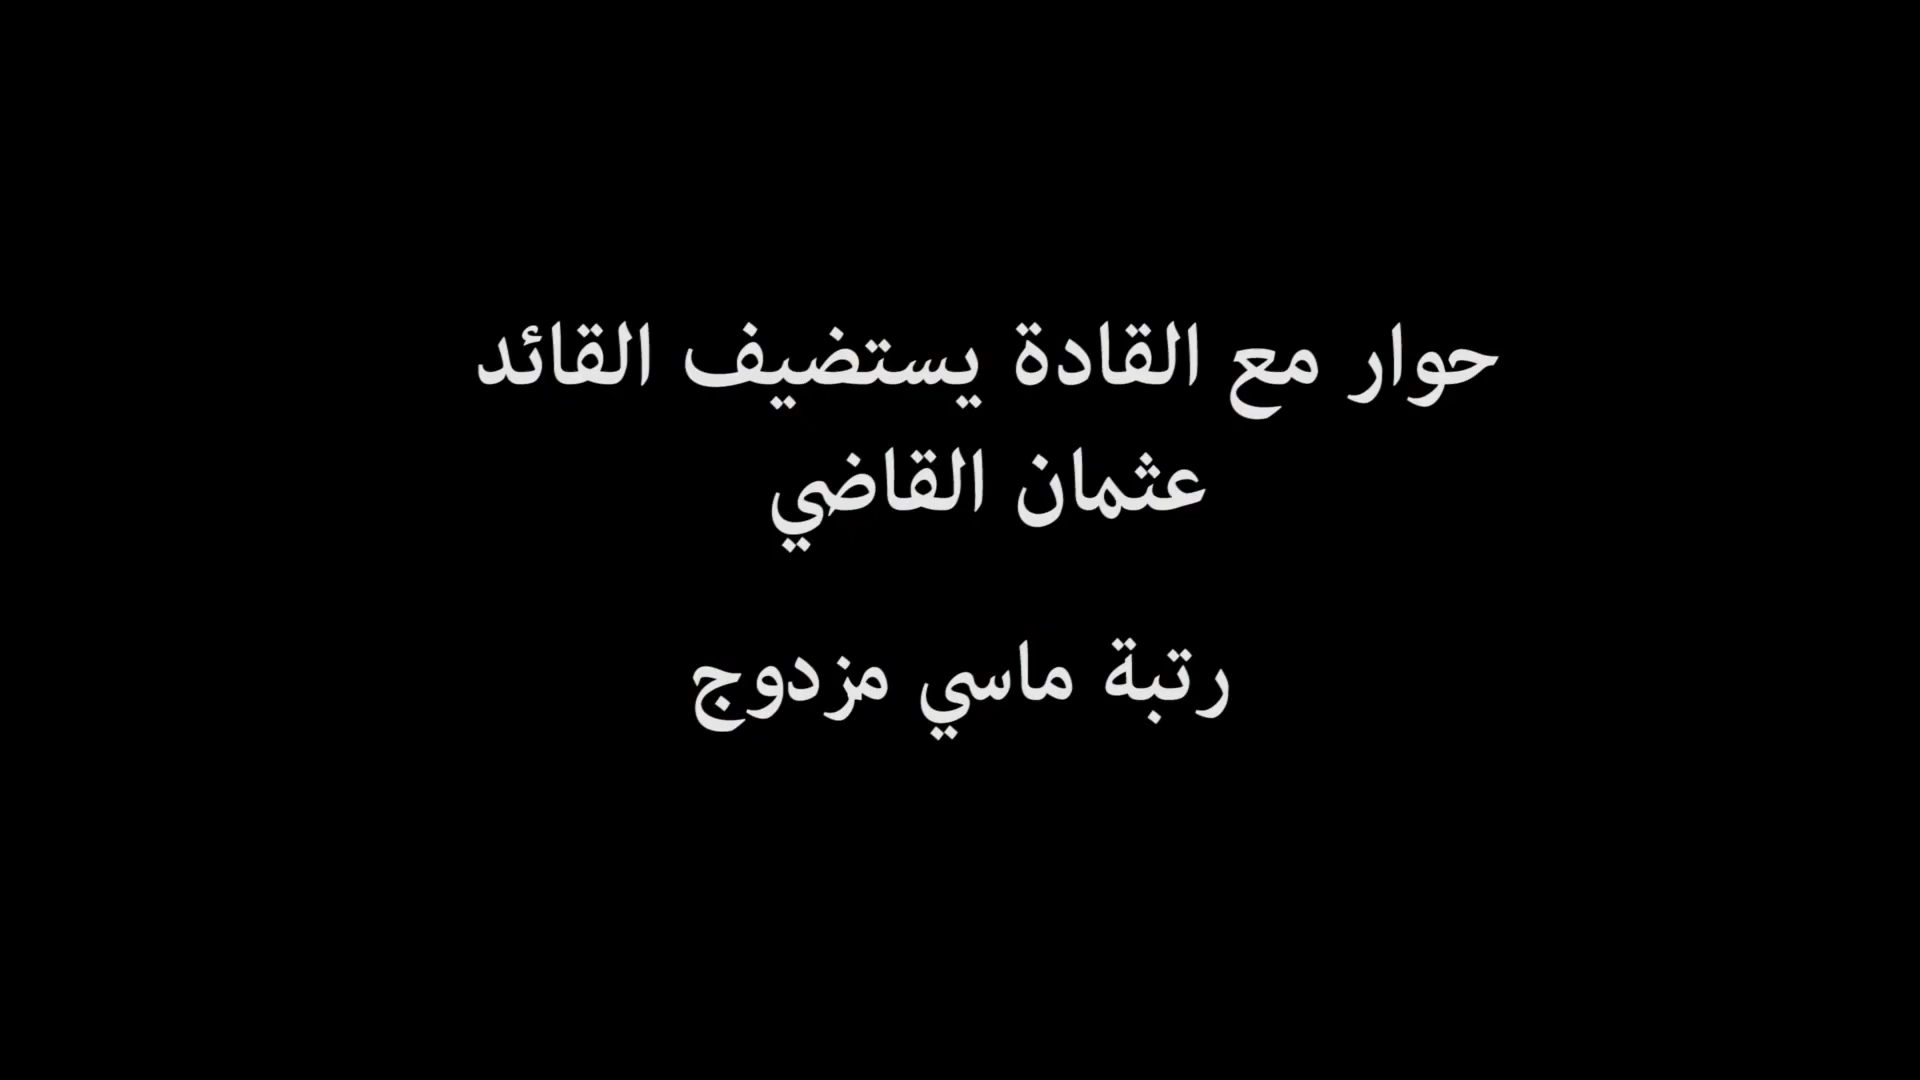 حوار مع القادة يستضيف القائد
عثمان القاضي
رتبة ماسي مزدوج